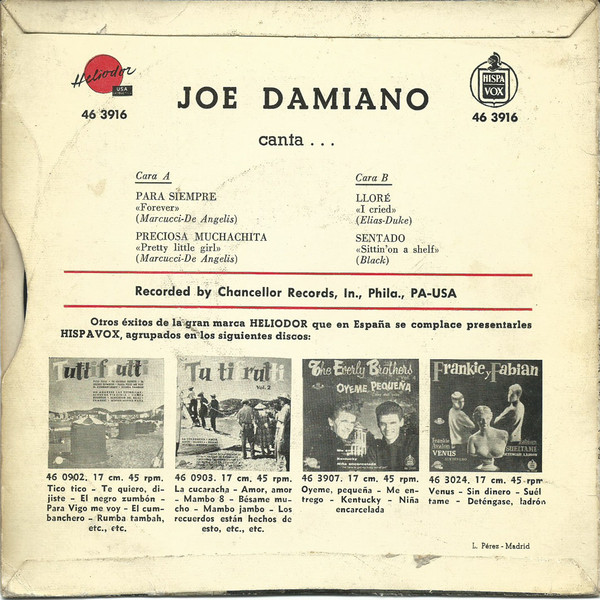 Heliodor
USA
46 3916
JOE DAMIANO
canta...
HISPA
VOX
46 3916
Cara A
PARA SIEMPRE
«Forever»
(Marcucci-De Angelis)
PRECIOSA MUCHACHITA
«Pretty little girl»
(Marcucci-De Angelis)
Cara B
LLORÉ
«I cried»
(Elias-Duke)
SENTADO
«Sittin'on a shelf»
(Black)
Recorded by Chancellor Records, In., Phila., PA-USA
Otros éxitos de la gran marca HELIODOR que en España se complace presentarles
HISPAVOX, agrupados en los siguientes discos:
Tutti f utti
46 0902. 17 cm. 45 rpm.
Tico tico - Te quiero, di-
jiste - El negro zumbón -
Para Vigo me voy - El cum-
banchero - Rumba tambah,
etc., etc.
Tu ti frutti
Vol. 2
46 0903. 17 cm. 45 rpm.
La cucaracha - Amor, amor
- Mambo 8 - Bésame mu-
cho - Mambo jambo - Los
recuerdos están hechos de
esto, etc., etc.
The Everly Brothers
OYEME, PEQUEÑA
46 3907. 17 cm. 45 rpm.
Oyeme, pequeña - Me en-
trego - Kentucky - Niña
encarcelada
Frankie y Fabian
VENUS
SUELTAME
46 3024. 17 cm. 45 rpm
Venus - Sin dinero - Suél
tame - Deténgase, ladrón
L. Pérez - Madrid